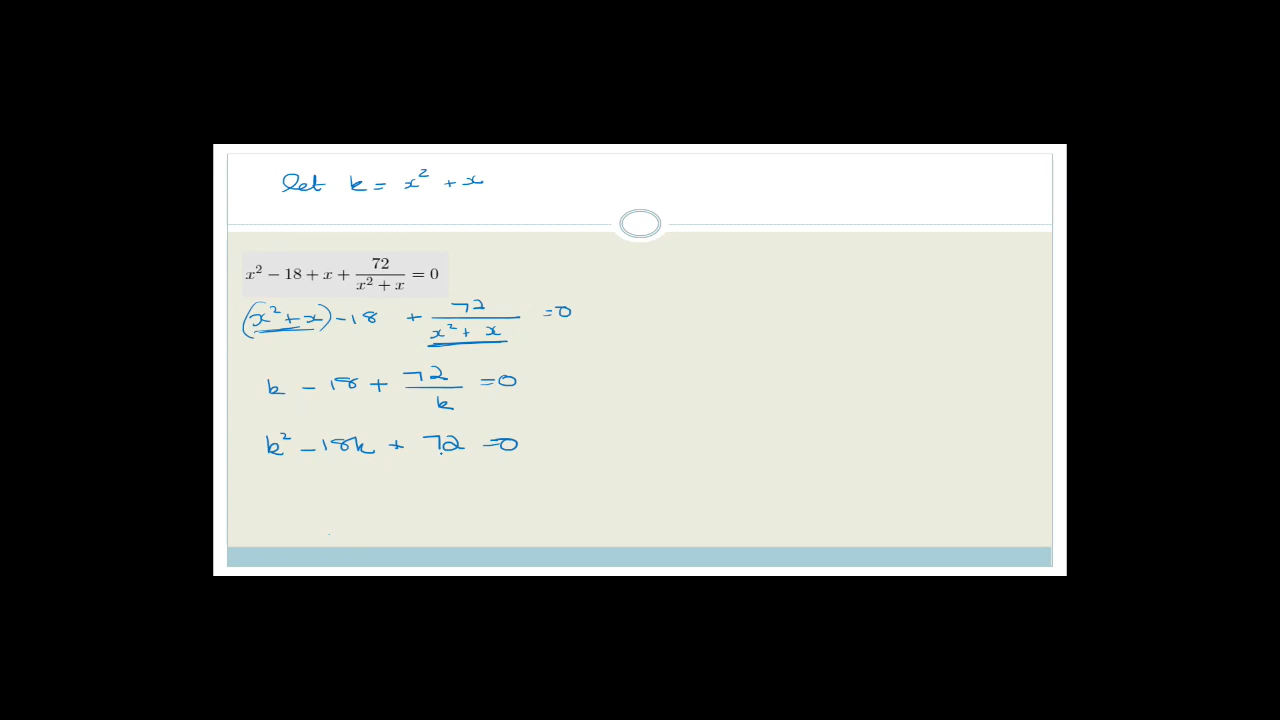 let k = x² + x
x² − 18 + x + 72/(x² + x) = 0
(x² + x) − 18 + 72/(x² + x) = 0
k − 18 + 72/k = 0
k² − 18k + 72 = 0